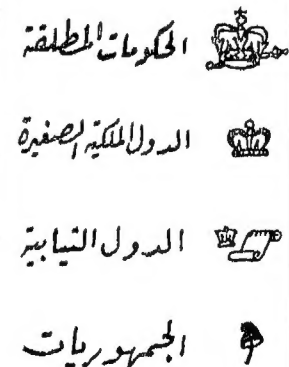 الحكومات المطلقة
الدول الملكية الصغيرة
الدول النيابية
الجمهوريات